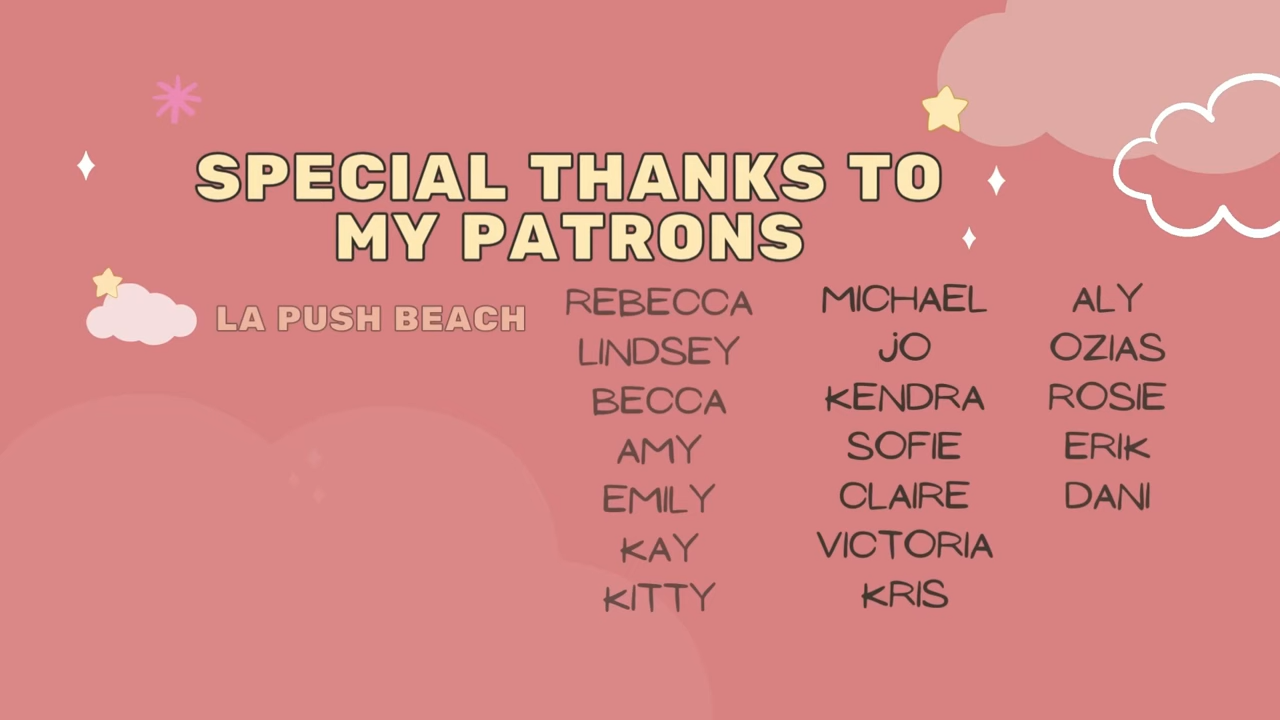 SPECIAL THANKS TO
MY PATRONS
LA PUSH BEACH
REBECCA
LINDSEY
BECCA
AMY
EMILY
KAY
KITTY
MICHAEL
JO
KENDRA
SOFIE
CLAIRE
VICTORIA
KRIS
ALY
OZIAS
ROSIE
ERIK
DANI